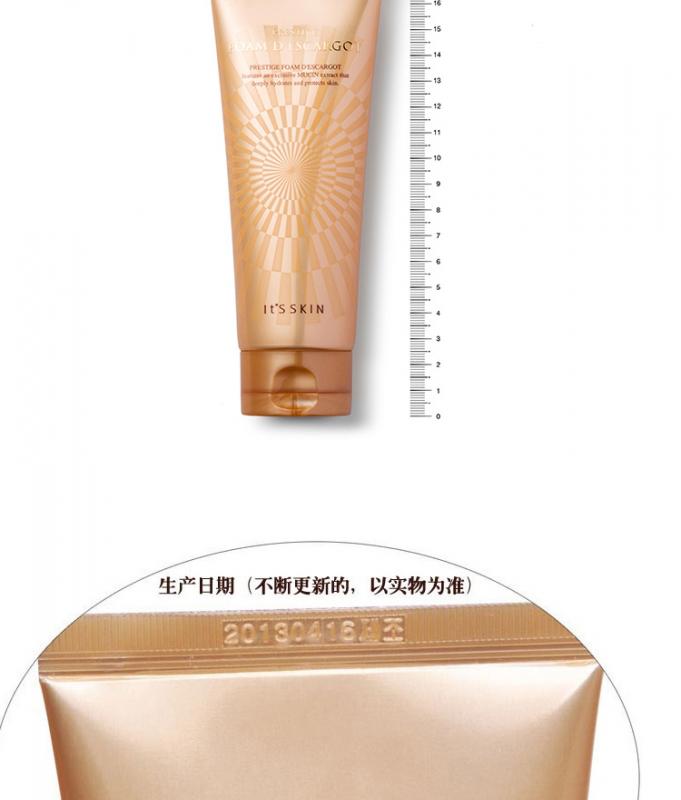 PRESTIGE
FOAM D'ESCARGOT
PRESTIGE FOAM D'ESCARGOT
features an exclusive MUCIN extract that
deeply hydrates and protects skin.
It'S SKIN
16
15
14
13
12
11
10
9
8
7
6
5
4
3
2
1
0
生产日期（不断更新的，以实物为准）
20130416제조